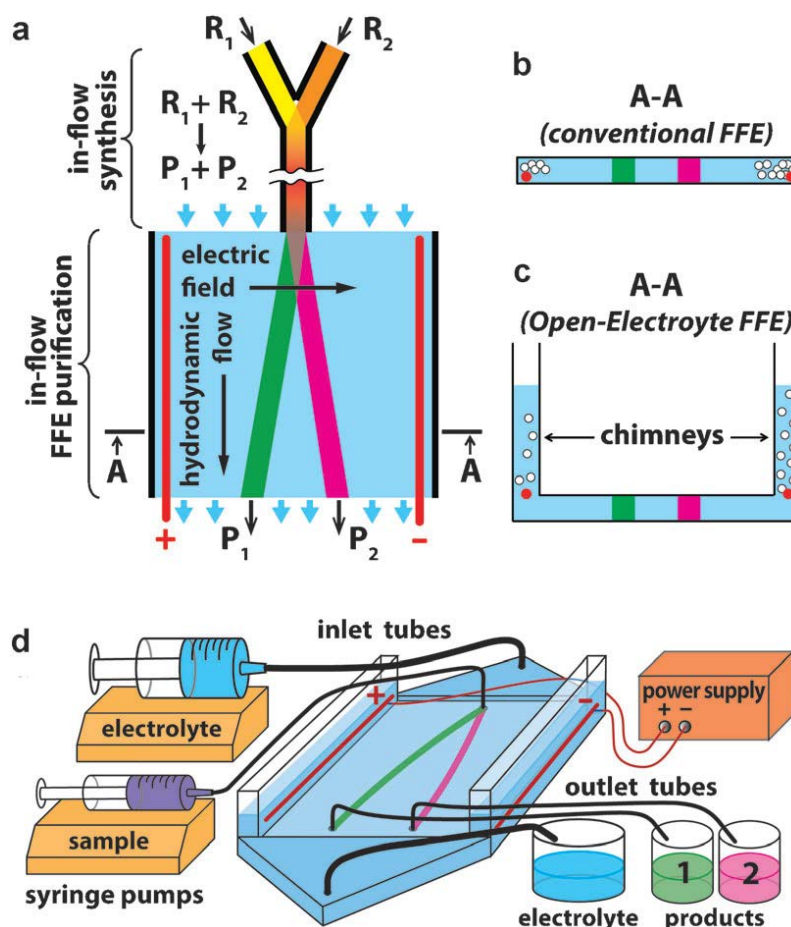 a
R1
R2
in-flow
synthesis
R1 + R2
P1 + P2
in-flow
FFE purification
electric
field
hydrodynamic
flow
A
A
+
P1
P2
−
b
A-A
(conventional FFE)
c
A-A
(Open-Electroyte FFE)
chimneys
d
inlet tubes
electrolyte
+
−
power supply
+ −
sample
outlet tubes
syringe pumps
1
2
electrolyte
products